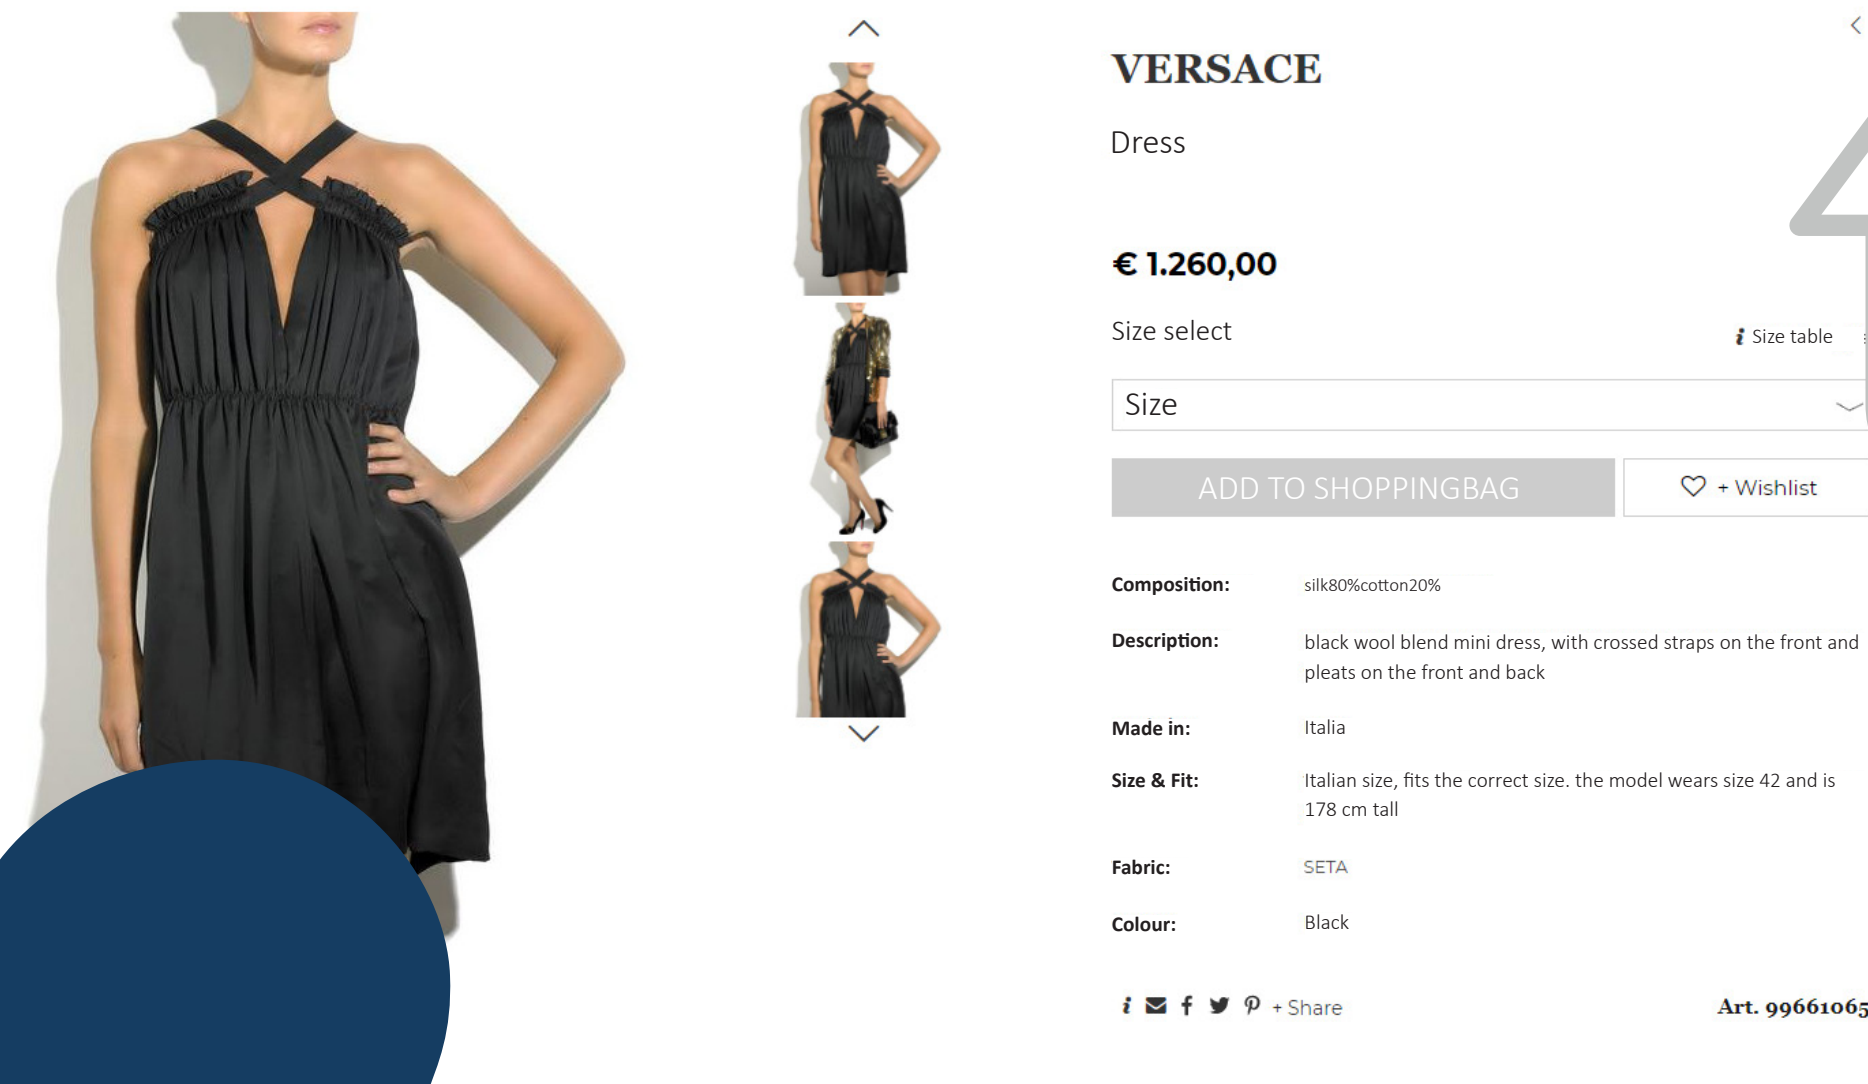 VERSACE
Dress
€ 1.260,00
Size select
i Size table
Size
ADD TO SHOPPINGBAG
+ Wishlist
Composition: silk80%cotton20%
Description: black wool blend mini dress, with crossed straps on the front and
pleats on the front and back
Made in: Italia
Size & Fit: Italian size, fits the correct size. the model wears size 42 and is
178 cm tall
Fabric: SETA
Colour: Black
+ Share
Art. 99661065